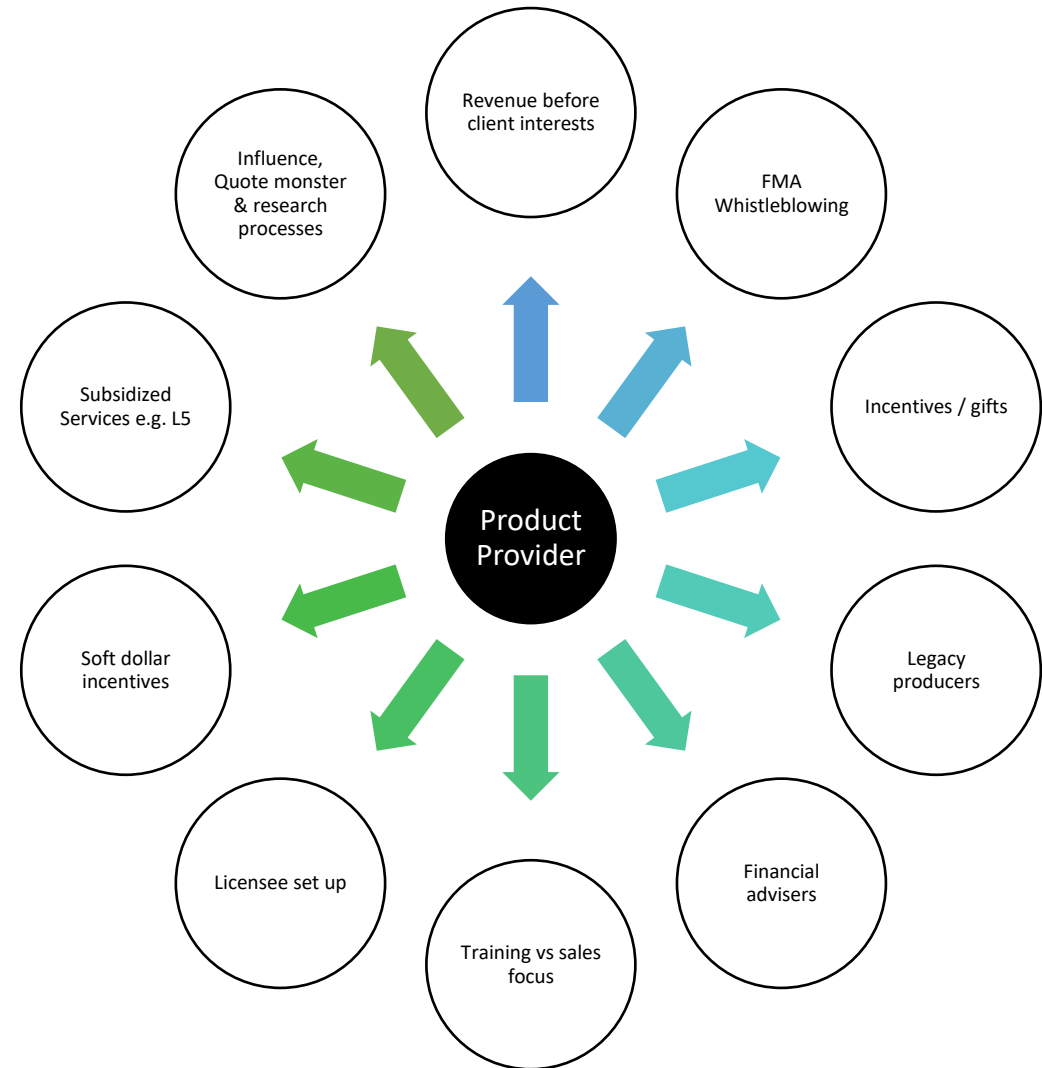 Revenue before
client interests
FMA
Whistleblowing
Incentives / gifts
Legacy
producers
Financial
advisers
Training vs sales
focus
Licensee set up
Soft dollar
incentives
Subsidized
Services e.g. L5
Influence,
Quote monster
& research
processes
Product
Provider